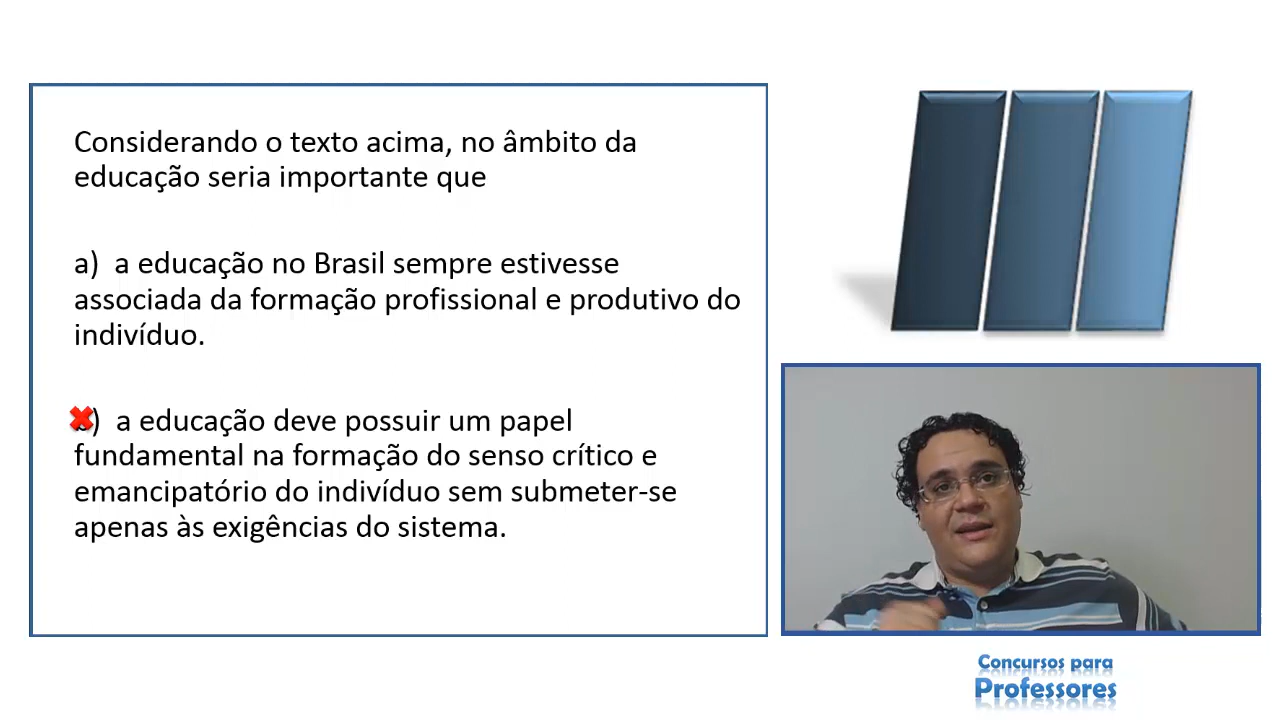 Considerando o texto acima, no âmbito da
educação seria importante que
a) a educação no Brasil sempre estivesse
associada da formação profissional e produtivo do
indivíduo.
) a educação deve possuir um papel
fundamental na formação do senso crítico e
emancipatório do indivíduo sem submeter-se
apenas às exigências do sistema.
Concursos para
Professores